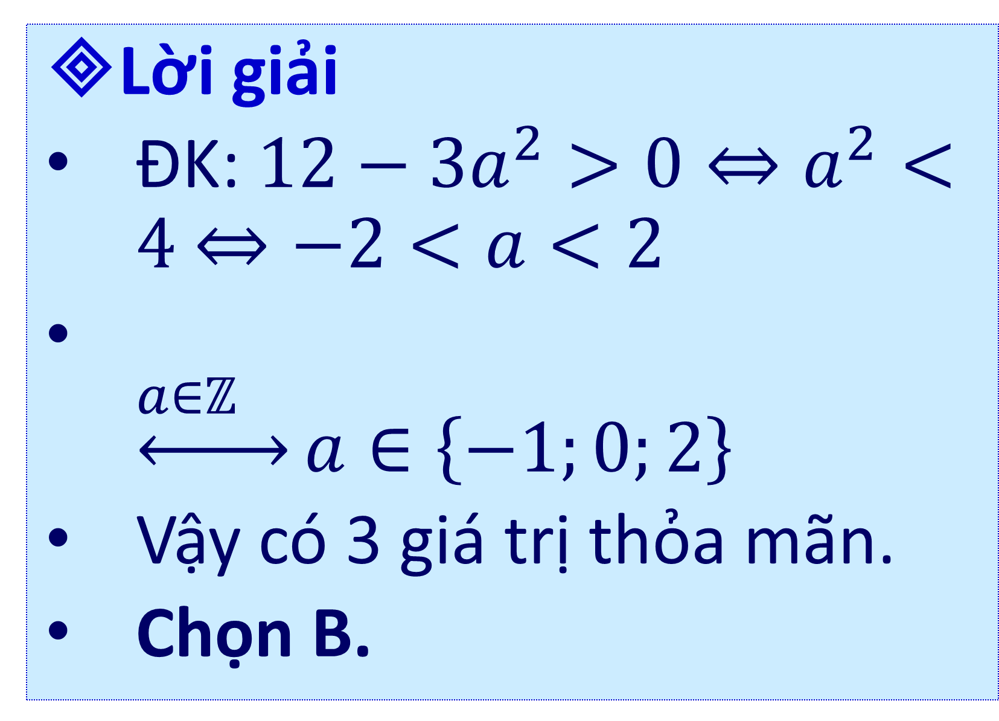 Lời giải
• ĐK: 12 − 3𝑎² > 0 ⇔ 𝑎² <
4 ⇔ −2 < 𝑎 < 2
•
𝑎∈ℤ
⟷ 𝑎 ∈ {−1; 0; 2}
• Vậy có 3 giá trị thỏa mãn.
• Chọn B.